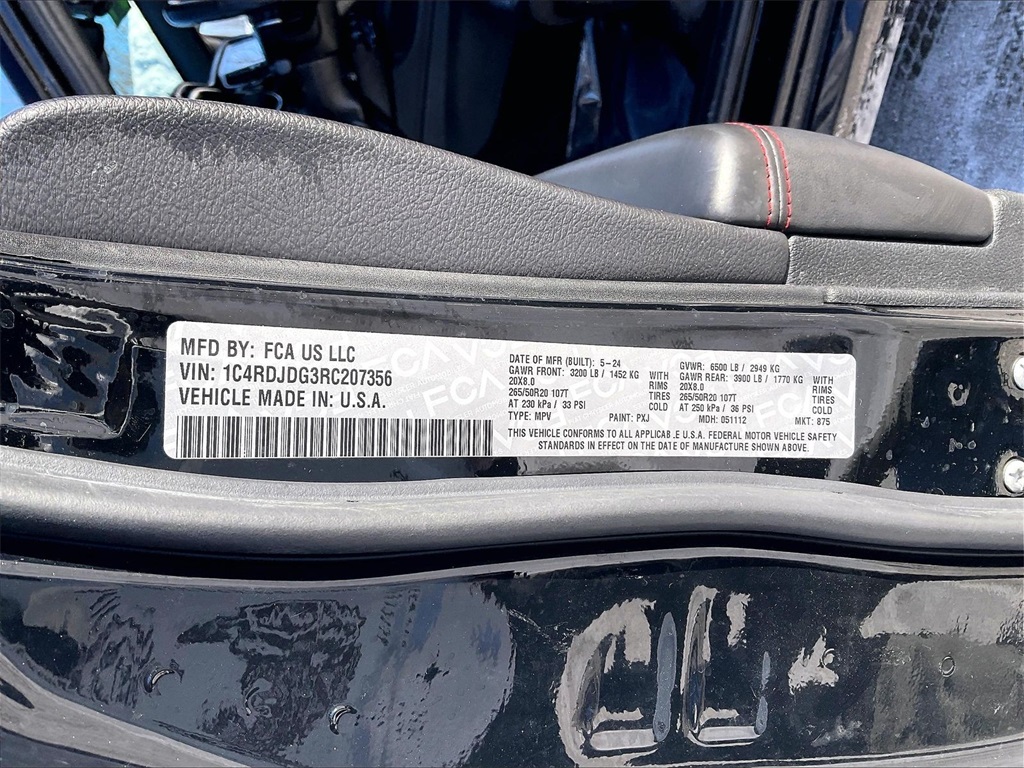 MFD BY: FCA US LLC
VIN: 1C4RDJDG3RC207356
VEHICLE MADE IN: U.S.A.
DATE OF MFR (BUILT): 5-24
GAWR FRONT: 3200 LB / 1452 KG WITH
20X8.0 RIMS
265/50R20 107T TIRES
AT 230 kPa / 33 PSI COLD
TYPE: MPV PAINT: PXJ
GVWR: 6500 LB / 2949 KG
GAWR REAR: 3900 LB / 1770 KG WITH
20X8.0 RIMS
265/50R20 107T TIRES
AT 250 kPa / 36 PSI COLD
MDH: 051112 MKT: 875
THIS VEHICLE CONFORMS TO ALL APPLICAB.E U.S. FEDERAL MOTOR VEHICLE SAFETY
STANDARDS IN EFFECT ON THE DATE OF MANUFACTURE SHOWN ABOVE.